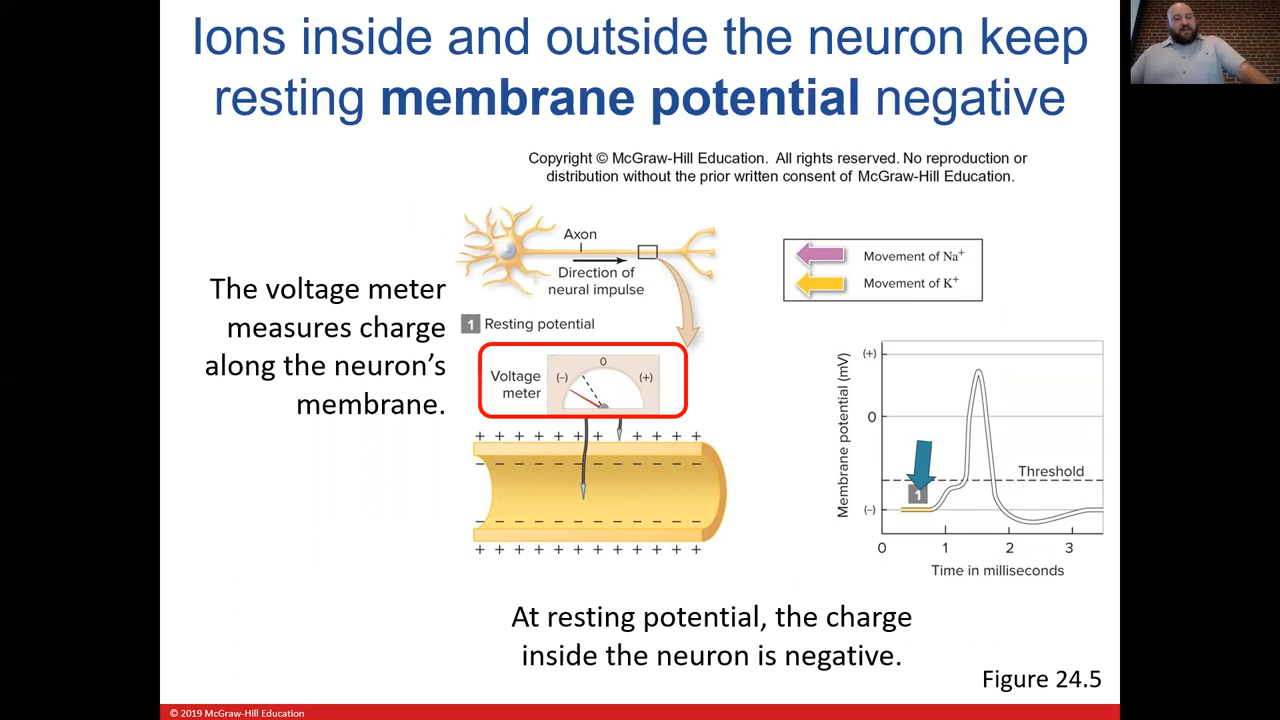 Ions inside and outside the neuron keep
resting membrane potential negative
Copyright © McGraw-Hill Education. All rights reserved. No reproduction or
distribution without the prior written consent of McGraw-Hill Education.
Axon
Direction of
neural impulse
Movement of Na⁺
Movement of K⁺
The voltage meter
measures charge
along the neuron's
membrane.
1 Resting potential
Voltage
meter
(–)
0
(+)
+ + + + + + + + + + + + +
– – – – – – – – – – – –
– – – – – – – – – – – –
+ + + + + + + + + + + + +
Membrane potential (mV)
(+)
0
(–)
Threshold
1
0 1 2 3
Time in milliseconds
At resting potential, the charge
inside the neuron is negative.
Figure 24.5
© 2019 McGraw-Hill Education